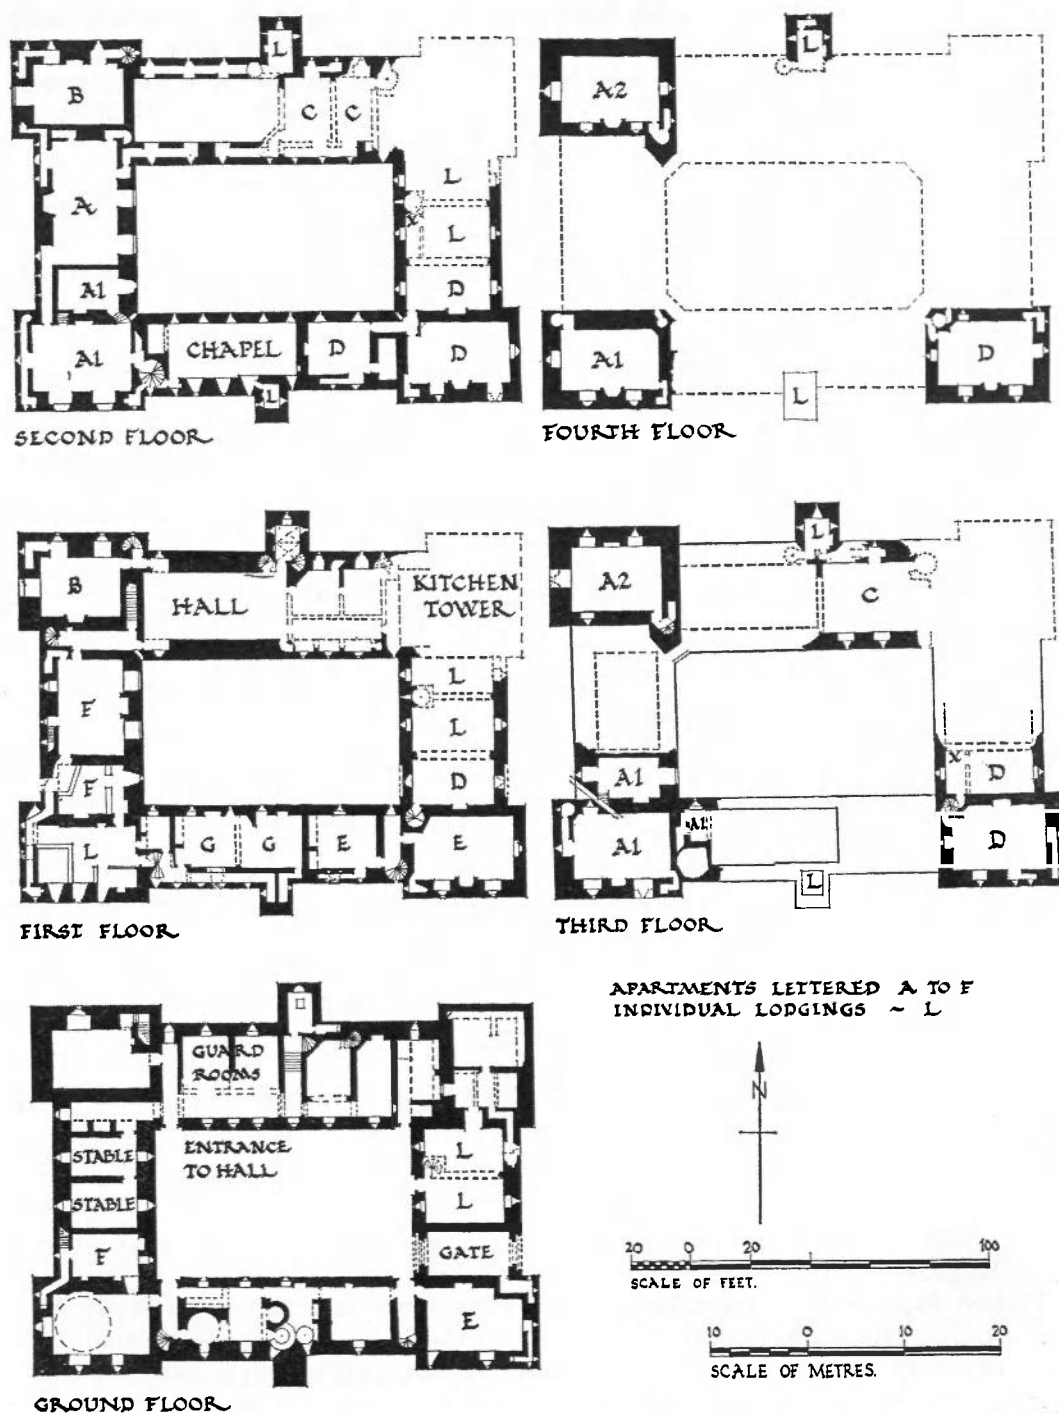 L
B
C C
A
L
A1
L
X
D
A1
CHAPEL
D
D
L
SECOND FLOOR
L
A2
A1
D
L
FOURTH FLOOR
B
HALL
KITCHEN
TOWER
F
L
L
F
D
L
G G E E
FIRST FLOOR
L
A2
C
A1
X
D
A1
A1
D
L
THIRD FLOOR
GUARD
ROOMS
ENTRANCE
TO HALL
STABLE
STABLE
L
L
F
GATE
E
GROUND FLOOR
APARTMENTS LETTERED A TO F
INDIVIDUAL LODGINGS ~ L
N
20 0 20 100
SCALE OF FEET.
10 0 10 20
SCALE OF METRES.